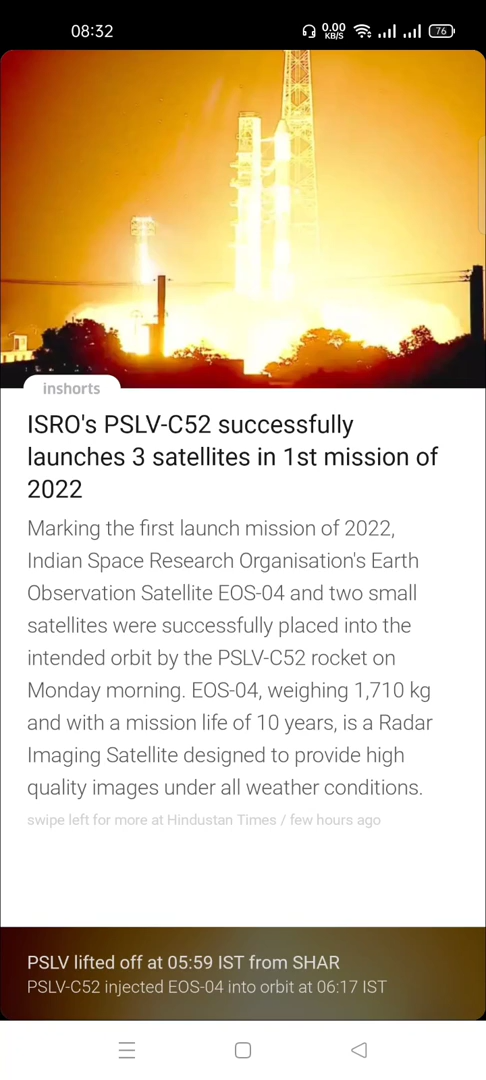 08:32
0.00
KB/S
76
inshorts
ISRO's PSLV-C52 successfully
launches 3 satellites in 1st mission of
2022
Marking the first launch mission of 2022,
Indian Space Research Organisation's Earth
Observation Satellite EOS-04 and two small
satellites were successfully placed into the
intended orbit by the PSLV-C52 rocket on
Monday morning. EOS-04, weighing 1,710 kg
and with a mission life of 10 years, is a Radar
Imaging Satellite designed to provide high
quality images under all weather conditions.
swipe left for more at Hindustan Times / few hours ago
PSLV lifted off at 05:59 IST from SHAR
PSLV-C52 injected EOS-04 into orbit at 06:17 IST